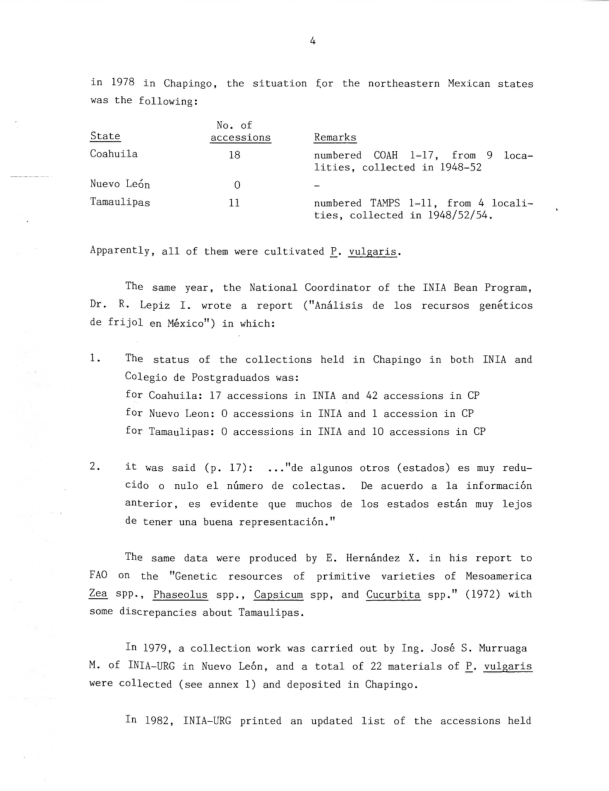 4
in 1978 in Chapingo, the situation for the northeastern Mexican states
was the following:
No. of
State accessions Remarks
Coahuila 18 numbered COAH 1-17, from 9 loca-
lities, collected in 1948-52
Nuevo León 0 -
Tamaulipas 11 numbered TAMPS 1-11, from 4 locali-
ties, collected in 1948/52/54.
Apparently, all of them were cultivated P. vulgaris.
The same year, the National Coordinator of the INIA Bean Program,
Dr. R. Lepiz I. wrote a report ("Análisis de los recursos genéticos
de frijol en México") in which:
1. The status of the collections held in Chapingo in both INIA and
Colegio de Postgraduados was:
for Coahuila: 17 accessions in INIA and 42 accessions in CP
for Nuevo Leon: 0 accessions in INIA and 1 accession in CP
for Tamaulipas: 0 accessions in INIA and 10 accessions in CP
2. it was said (p. 17): ..."de algunos otros (estados) es muy redu-
cido o nulo el número de colectas. De acuerdo a la información
anterior, es evidente que muchos de los estados están muy lejos
de tener una buena representación."
The same data were produced by E. Hernández X. in his report to
FAO on the "Genetic resources of primitive varieties of Mesoamerica
Zea spp., Phaseolus spp., Capsicum spp, and Cucurbita spp." (1972) with
some discrepancies about Tamaulipas.
In 1979, a collection work was carried out by Ing. José S. Murruaga
M. of INIA-URG in Nuevo León, and a total of 22 materials of P. vulgaris
were collected (see annex 1) and deposited in Chapingo.
In 1982, INIA-URG printed an updated list of the accessions held